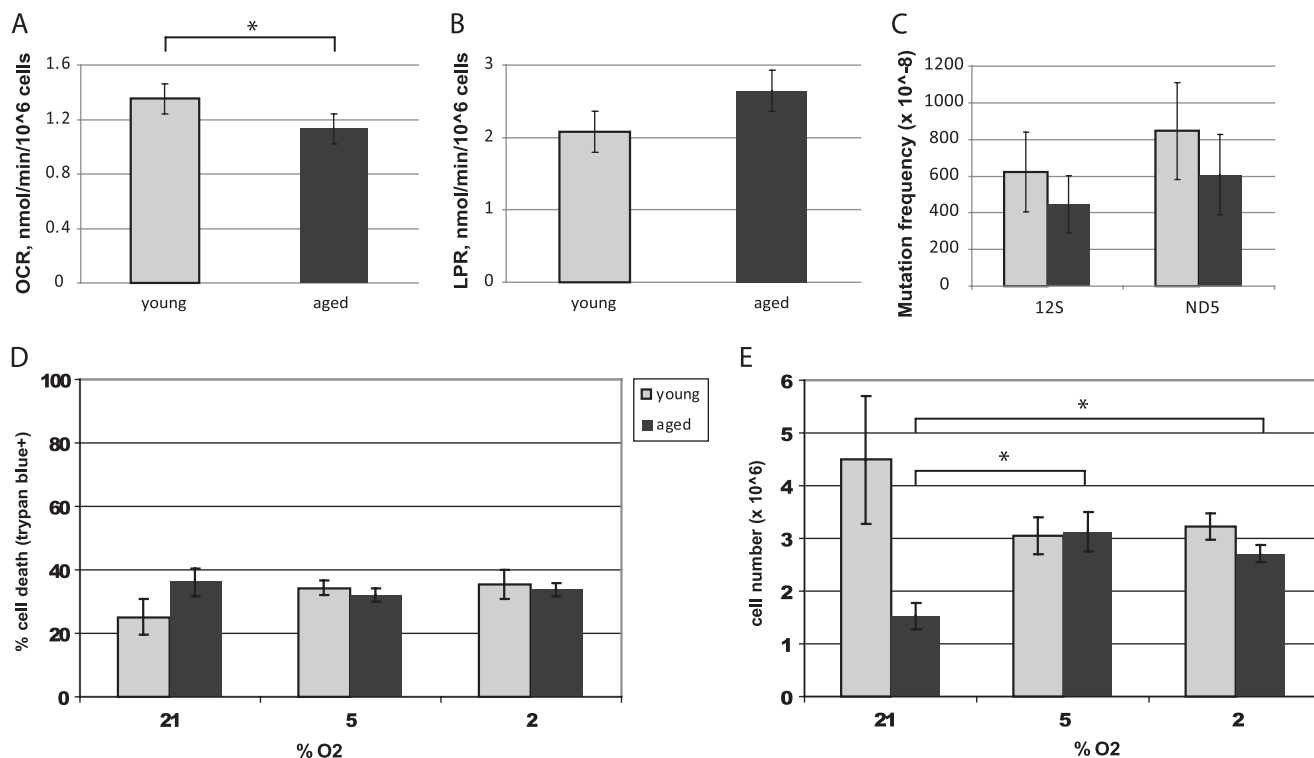 A
*
OCR, nmol/min/10^6 cells
1.6
1.2
0.8
0.4
0
young
aged
B
LPR, nmol/min/10^6 cells
3
2
1
0
young
aged
C
Mutation frequency (x 10^-8)
1200
1000
800
600
400
200
0
12S
ND5
D
% cell death (trypan blue+)
100
80
60
40
20
0
21
5
2
% O2
young
aged
E
cell number (x 10^6)
6
5
4
3
2
1
0
*
*
21
5
2
% O2